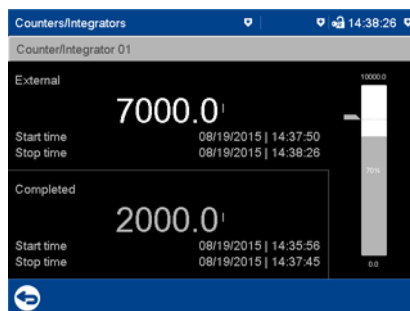 Counters/Integrators 14:38:26
Counter/Integrator 01
External
10000.0
7000.0 l
Start time 08/19/2015 | 14:37:50
Stop time 08/19/2015 | 14:38:26
70%
Completed
2000.0 l
Start time 08/19/2015 | 14:35:56
Stop time 08/19/2015 | 14:37:45
0.0